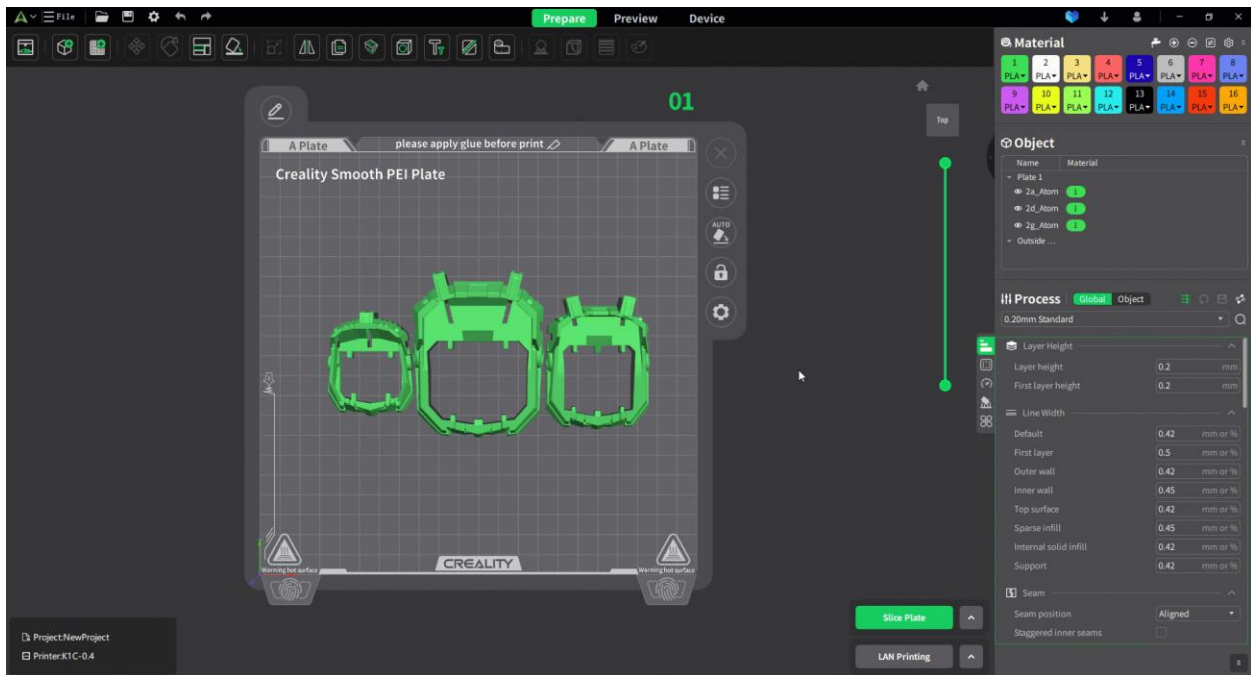 File
Prepare Preview Device
01
Top
A Plate please apply glue before print A Plate
Creality Smooth PEI Plate
AUTO
CREALITY
Warning hot surface Warning hot surface
Project:NewProject
Printer:K1C-0.4
Slice Plate
LAN Printing
Material
1 2 3 4 5 6 7 8
PLA PLA PLA PLA PLA PLA PLA PLA
9 10 11 12 13 14 15 16
PLA PLA PLA PLA PLA PLA PLA PLA
Object
Name Material
Plate 1
2a_Atom 1
2d_Atom 1
2g_Atom 1
Outside ...
Process Global Object
0.20mm Standard
Layer Height
Layer height 0.2 mm
First layer height 0.2 mm
Line Width
Default 0.42 mm or %
First layer 0.5 mm or %
Outer wall 0.42 mm or %
Inner wall 0.45 mm or %
Top surface 0.42 mm or %
Sparse infill 0.45 mm or %
Internal solid infill 0.42 mm or %
Support 0.42 mm or %
Seam
Seam position Aligned
Staggered inner seams